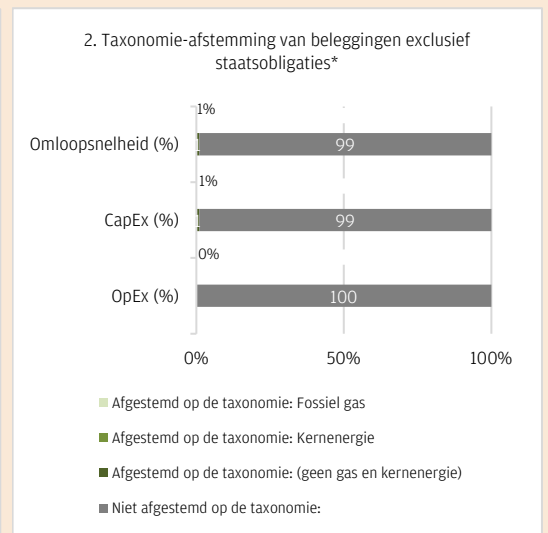 2. Taxonomie-afstemming van beleggingen exclusief
staatsobligaties*
1%
Omloopsnelheid (%)
1
99
1%
CapEx (%)
1
99
0%
OpEx (%)
100
0%
50%
100%
Afgestemd op de taxonomie: Fossiel gas
Afgestemd op de taxonomie: Kernenergie
Afgestemd op de taxonomie: (geen gas en kernenergie)
Niet afgestemd op de taxonomie: